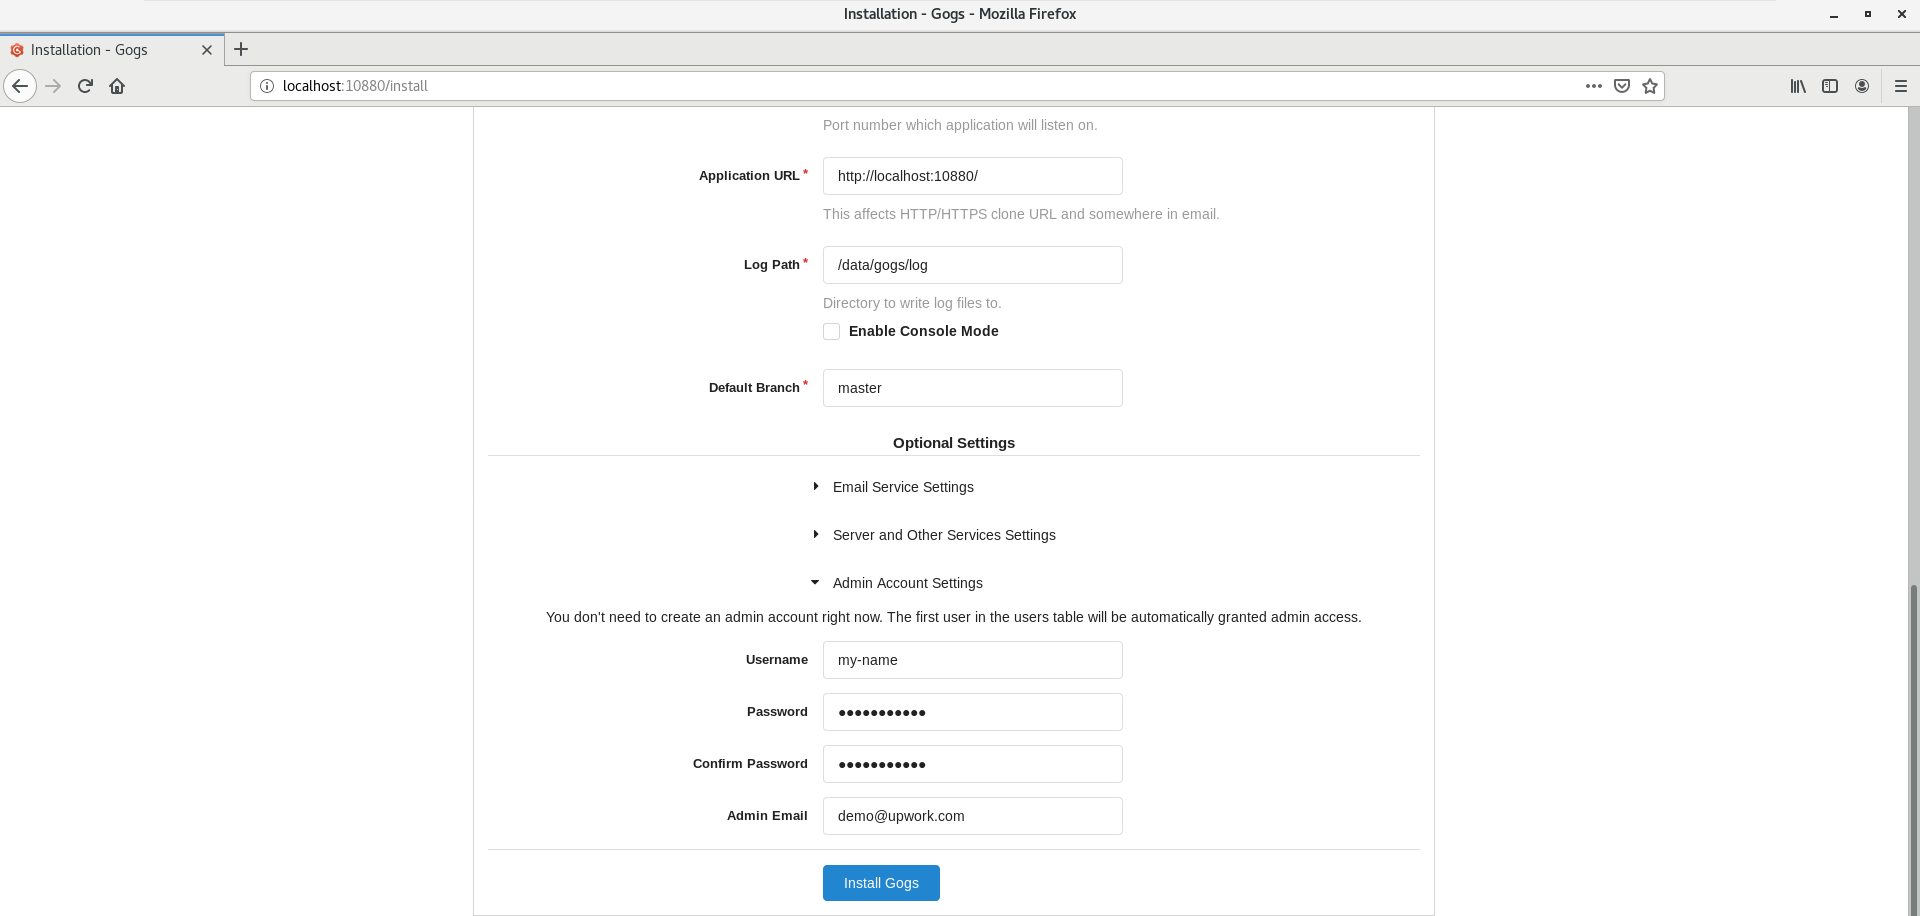 Installation - Gogs - Mozilla Firefox
Installation - Gogs
localhost:10880/install
Port number which application will listen on.
Application URL* http://localhost:10880/
This affects HTTP/HTTPS clone URL and somewhere in email.
Log Path* /data/gogs/log
Directory to write log files to.
Enable Console Mode
Default Branch* master
Optional Settings
Email Service Settings
Server and Other Services Settings
Admin Account Settings
You don't need to create an admin account right now. The first user in the users table will be automatically granted admin access.
Username my-name
Password ●●●●●●●●●●●
Confirm Password ●●●●●●●●●●●
Admin Email demo@upwork.com
Install Gogs